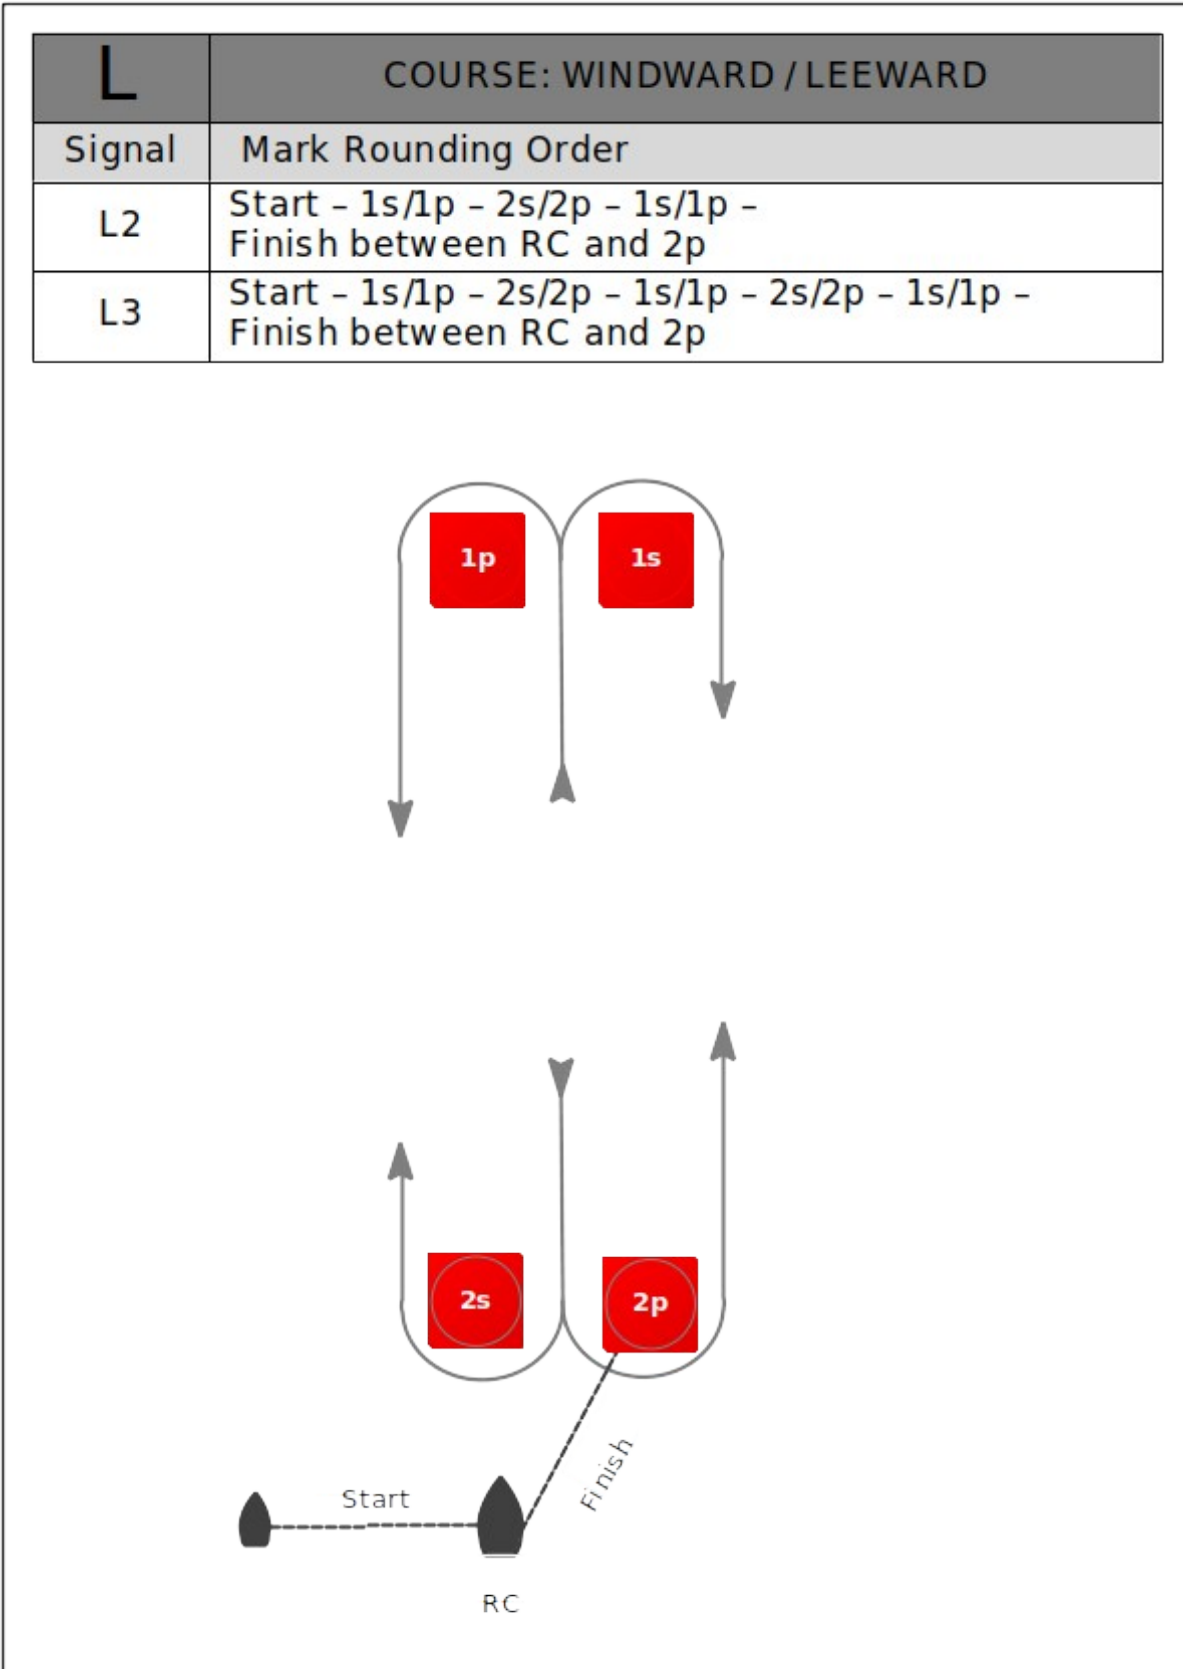 L
COURSE: WINDWARD / LEEWARD
Signal
Mark Rounding Order
L2
Start – 1s/1p – 2s/2p – 1s/1p –
Finish between RC and 2p
L3
Start – 1s/1p – 2s/2p – 1s/1p – 2s/2p – 1s/1p –
Finish between RC and 2p
1p
1s
2s
2p
Finish
Start
RC